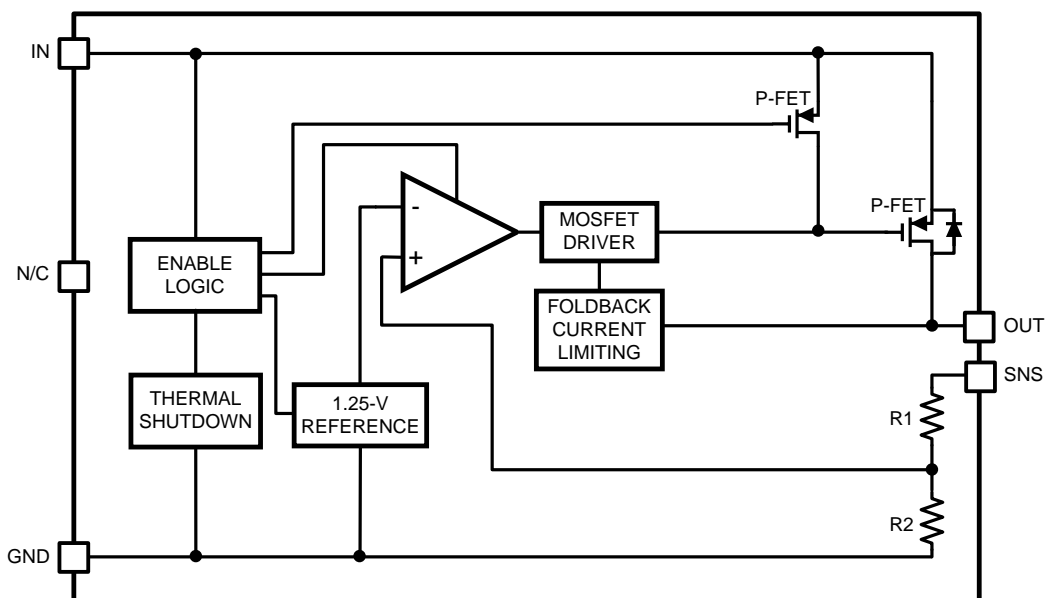 IN
P-FET
P-FET
-
+
MOSFET
DRIVER
N/C
ENABLE
LOGIC
FOLDBACK
CURRENT
LIMITING
OUT
SNS
THERMAL
SHUTDOWN
1.25-V
REFERENCE
R1
R2
GND